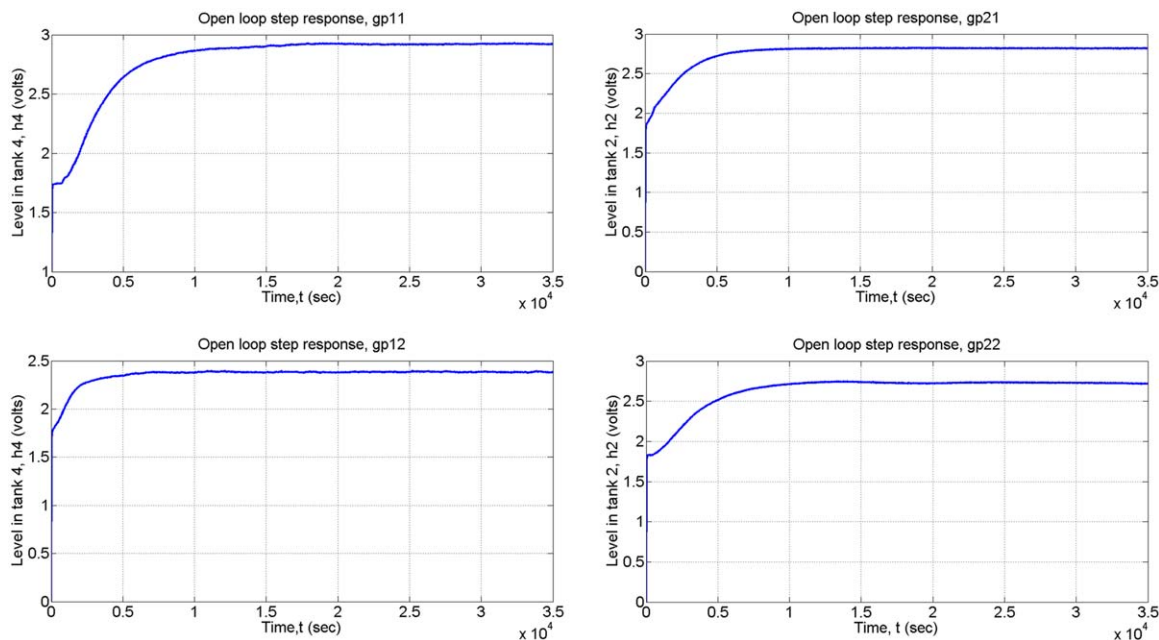 Open loop step response, gp11
Level in tank 4, h4 (volts)
3
2.5
2
1.5
1
0 0.5 1 1.5 2 2.5 3 3.5
Time,t (sec)
x 10^4
Open loop step response, gp21
Level in tank 2, h2 (volts)
3
2.5
2
1.5
1
0.5
0
0 0.5 1 1.5 2 2.5 3 3.5
Time,t (sec)
x 10^4
Open loop step response, gp12
Level in tank 4, h4 (volts)
2.5
2
1.5
1
0.5
0
0 0.5 1 1.5 2 2.5 3 3.5
Time,t (sec)
x 10^4
Open loop step response, gp22
Level in tank 2, h2 (volts)
3
2.5
2
1.5
1
0.5
0
0 0.5 1 1.5 2 2.5 3 3.5
Time, t (sec)
x 10^4